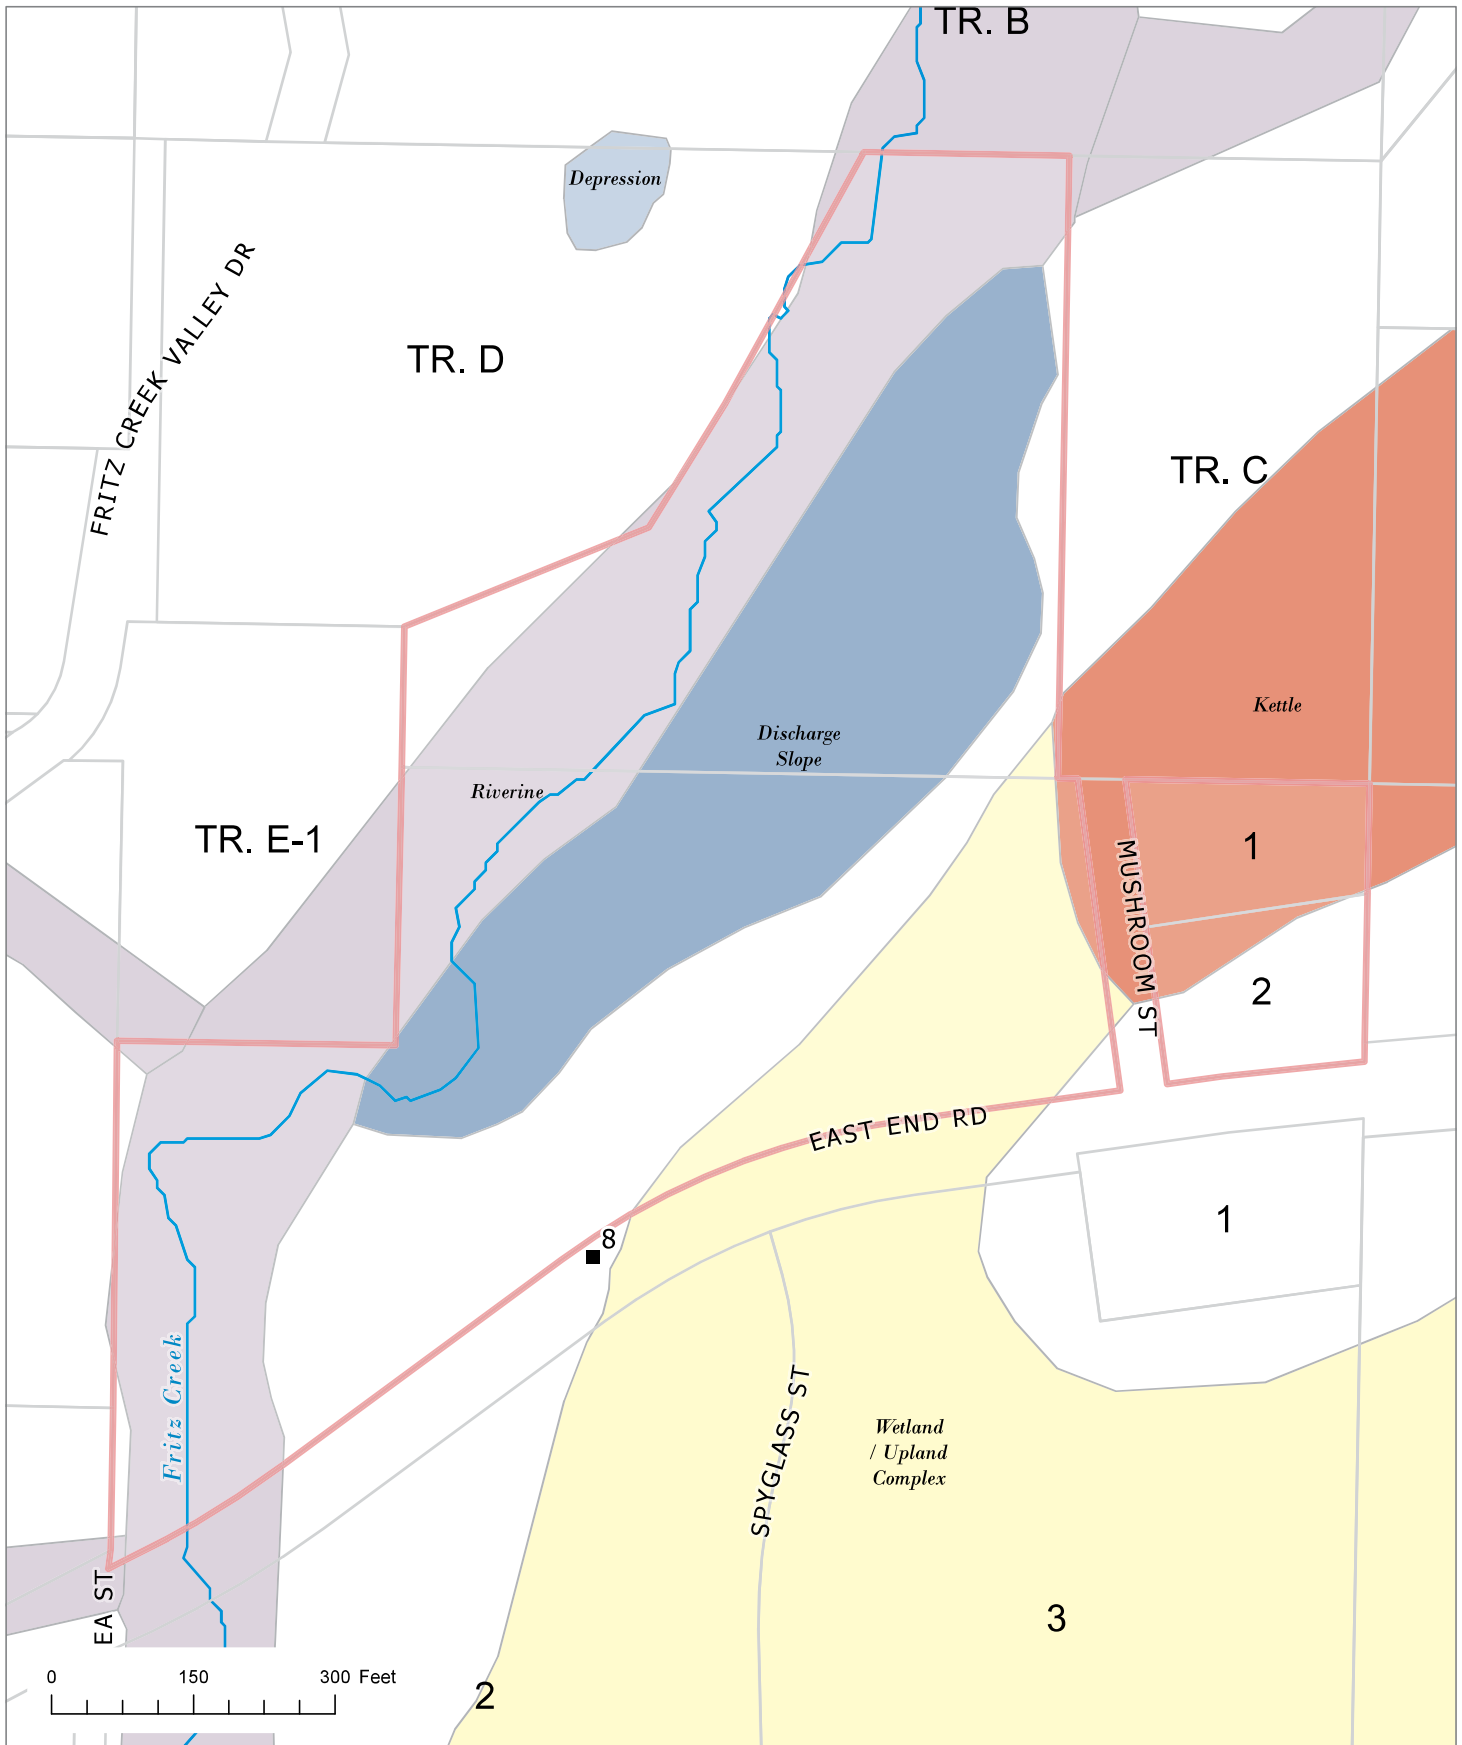 TR. B
Depression
FRITZ CREEK VALLEY DR
TR. D
TR. C
Kettle
Discharge
Slope
Riverine
TR. E-1
1
MUSHROOM ST
2
EAST END RD
8
1
Fritz Creek
SPYGLASS ST
Wetland
/ Upland
Complex
EA ST
3
0 150 300 Feet
2